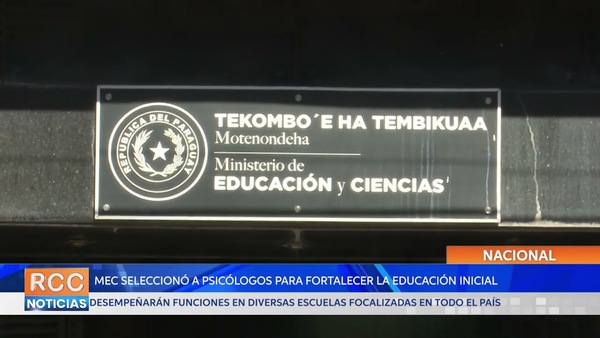 REPUBLICA DEL PARAGUAY
TEKOMBO´E HA TEMBIKUAA
Motenondeha
Ministerio de
EDUCACIÓN y CIENCIAS
NACIONAL
RCC
NOTICIAS
MEC SELECCIONÓ A PSICÓLOGOS PARA FORTALECER LA EDUCACIÓN INICIAL
DESEMPEÑARÁN FUNCIONES EN DIVERSAS ESCUELAS FOCALIZADAS EN TODO EL PAÍS